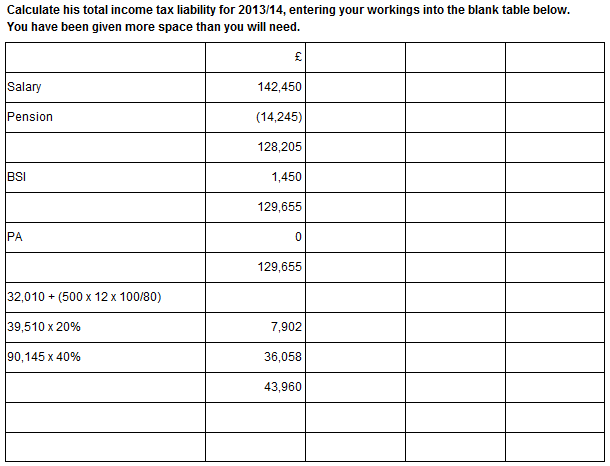 Calculate his total income tax liability for 2013/14, entering your workings into the blank table below.
You have been given more space than you will need.
£
Salary 142,450
Pension (14,245)
128,205
BSI 1,450
129,655
PA 0
129,655
32,010 + (500 x 12 x 100/80)
39,510 x 20% 7,902
90,145 x 40% 36,058
43,960